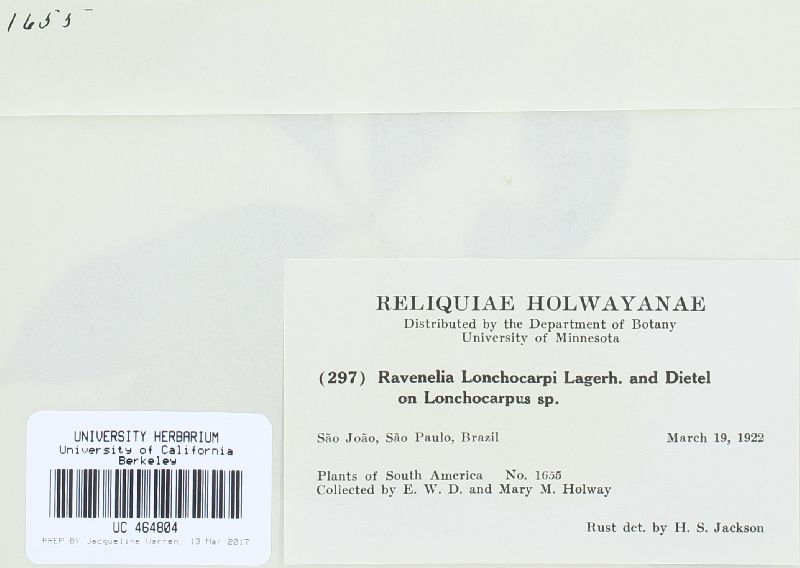 1655
RELIQUIAE HOLWAYANAE
Distributed by the Department of Botany
University of Minnesota
(297) Ravenelia Lonchocarpi Lagerh. and Dietel
on Lonchocarpus sp.
São João, São Paulo, Brazil March 19, 1922
Plants of South America No. 1655
Collected by E. W. D. and Mary M. Holway
Rust det. by H. S. Jackson
UNIVERSITY HERBARIUM
University of California
Berkeley
UC 464804
PREP BY Jacqueline Warren, 13 Mar 2017